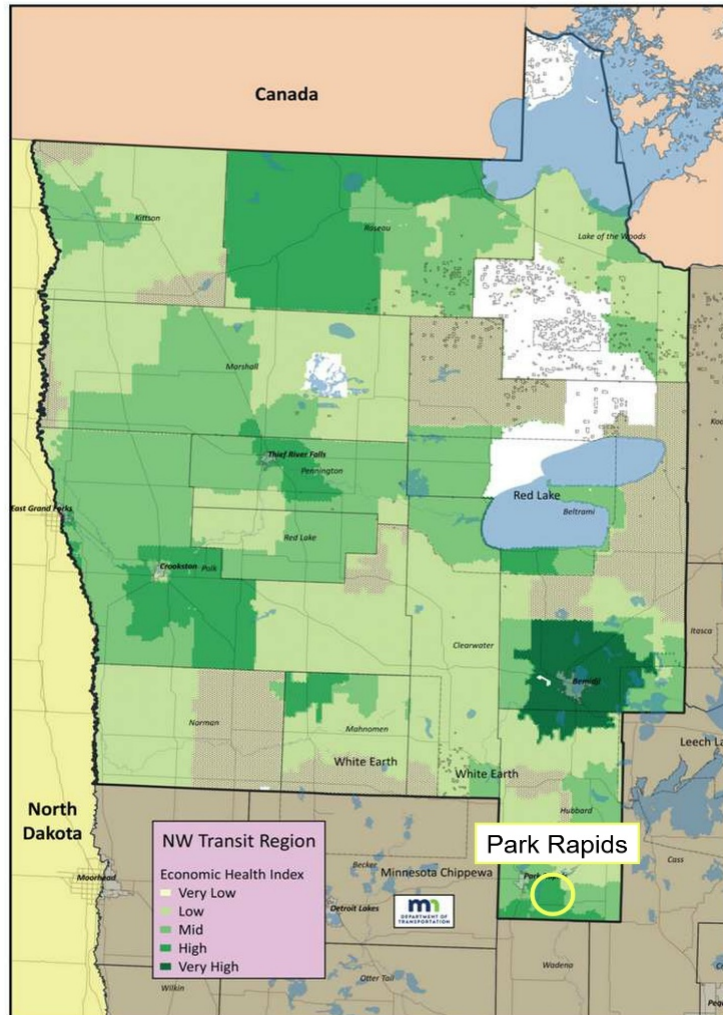 Canada
Kittson
Roseau
Lake of the Woods
Marshall
Thief River Falls
Pennington
Red Lake
Beltrami
East Grand Forks
Red Lake
Crookston
Polk
Clearwater
Itasca
Bemidji
Norman
Mahnomen
White Earth
White Earth
Leech La
Hubbard
North
Dakota
NW Transit Region
Economic Health Index
Very Low
Low
Mid
High
Very High
Park Rapids
Becker
Minnesota Chippewa
Cass
Moorhead
Detroit Lakes
DEPARTMENT OF
TRANSPORTATION
Wadena
Otter Tail
Wilkin